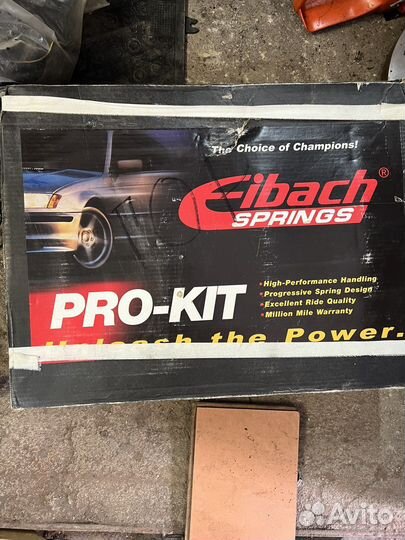 The Choice of Champions!
Eibach®
SPRINGS
PRO-KIT
•High-Performance Handling
•Progressive Spring Design
•Excellent Ride Quality
•Million Mile Warranty
Unleash the Power.
Avito